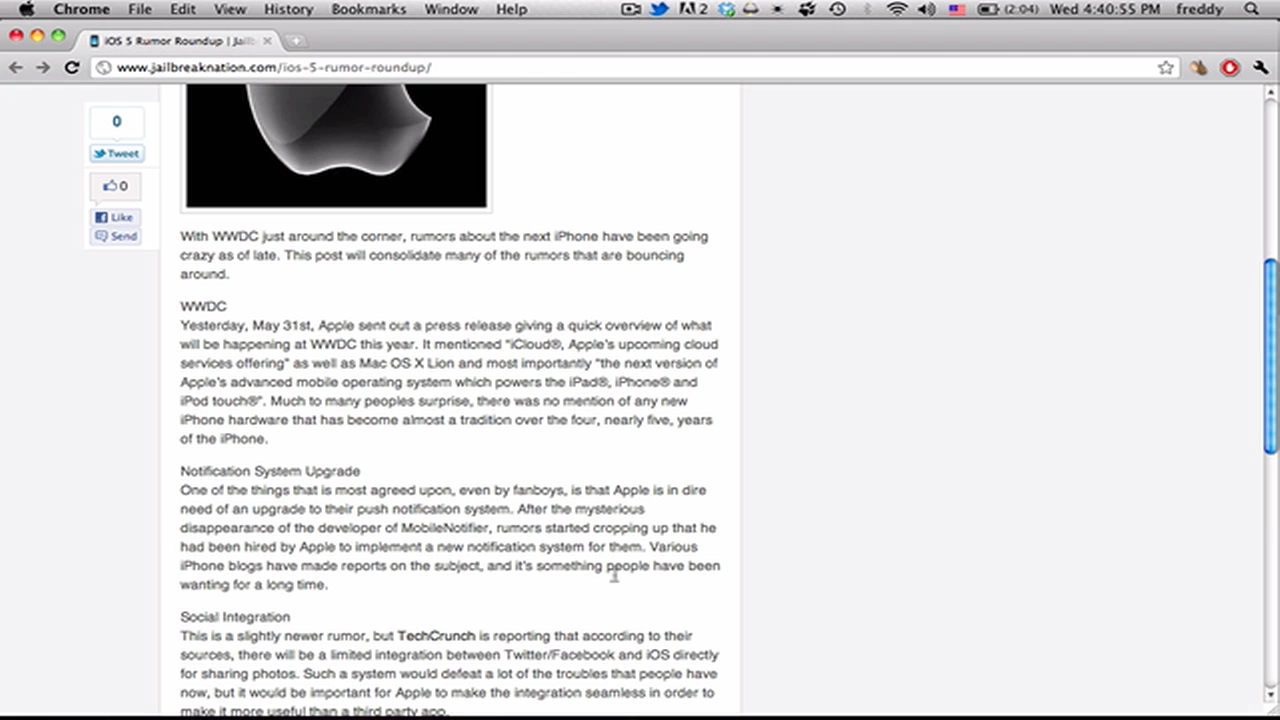 Chrome File Edit View History Bookmarks Window Help 2 (2:04) Wed 4:40:55 PM freddy
iOS 5 Rumor Roundup | Jailb
www.jailbreaknation.com/ios-5-rumor-roundup/
0
Tweet
0
Like
Send
With WWDC just around the corner, rumors about the next iPhone have been going
crazy as of late. This post will consolidate many of the rumors that are bouncing
around.
WWDC
Yesterday, May 31st, Apple sent out a press release giving a quick overview of what
will be happening at WWDC this year. It mentioned "iCloud®, Apple's upcoming cloud
services offering" as well as Mac OS X Lion and most importantly "the next version of
Apple's advanced mobile operating system which powers the iPad®, iPhone® and
iPod touch®". Much to many peoples surprise, there was no mention of any new
iPhone hardware that has become almost a tradition over the four, nearly five, years
of the iPhone.
Notification System Upgrade
One of the things that is most agreed upon, even by fanboys, is that Apple is in dire
need of an upgrade to their push notification system. After the mysterious
disappearance of the developer of MobileNotifier, rumors started cropping up that he
had been hired by Apple to implement a new notification system for them. Various
iPhone blogs have made reports on the subject, and it's something people have been
wanting for a long time.
Social Integration
This is a slightly newer rumor, but TechCrunch is reporting that according to their
sources, there will be a limited integration between Twitter/Facebook and iOS directly
for sharing photos. Such a system would defeat a lot of the troubles that people have
now, but it would be important for Apple to make the integration seamless in order to
make it more useful than a third party app.